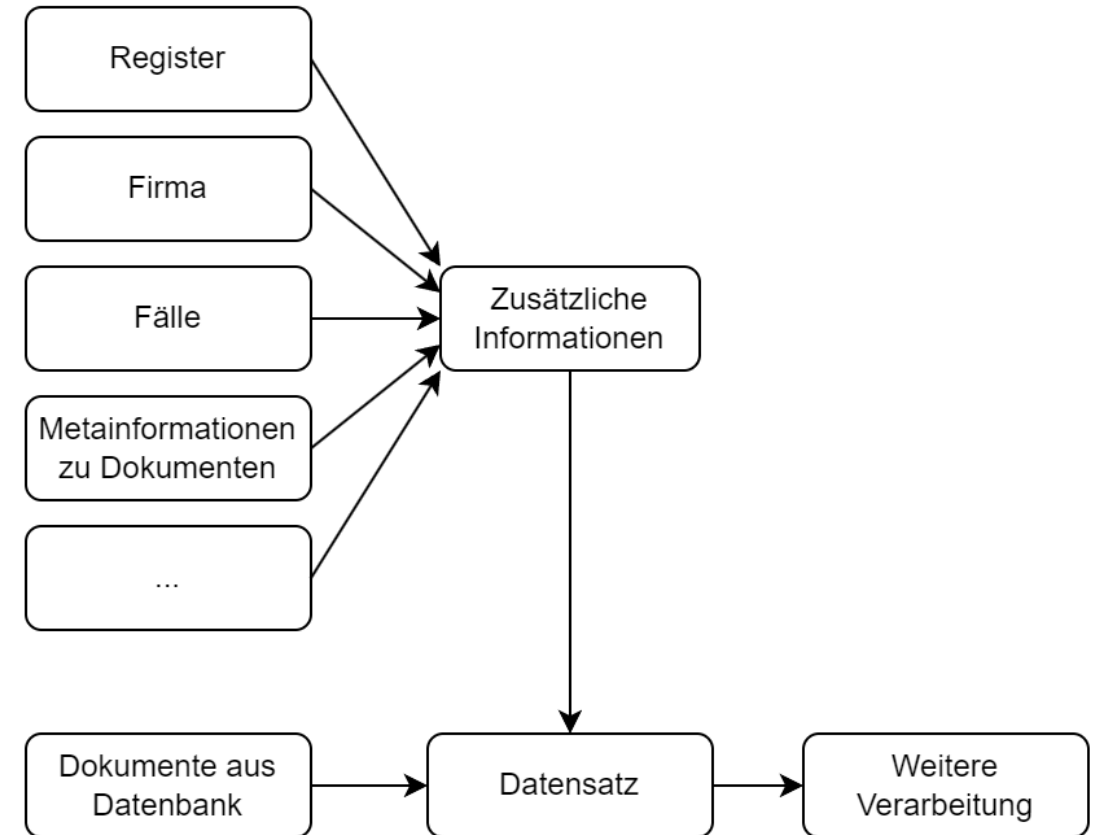 Register
Firma
Fälle
Zusätzliche
Informationen
Metainformationen
zu Dokumenten
...
Dokumente aus
Datenbank
Datensatz
Weitere
Verarbeitung